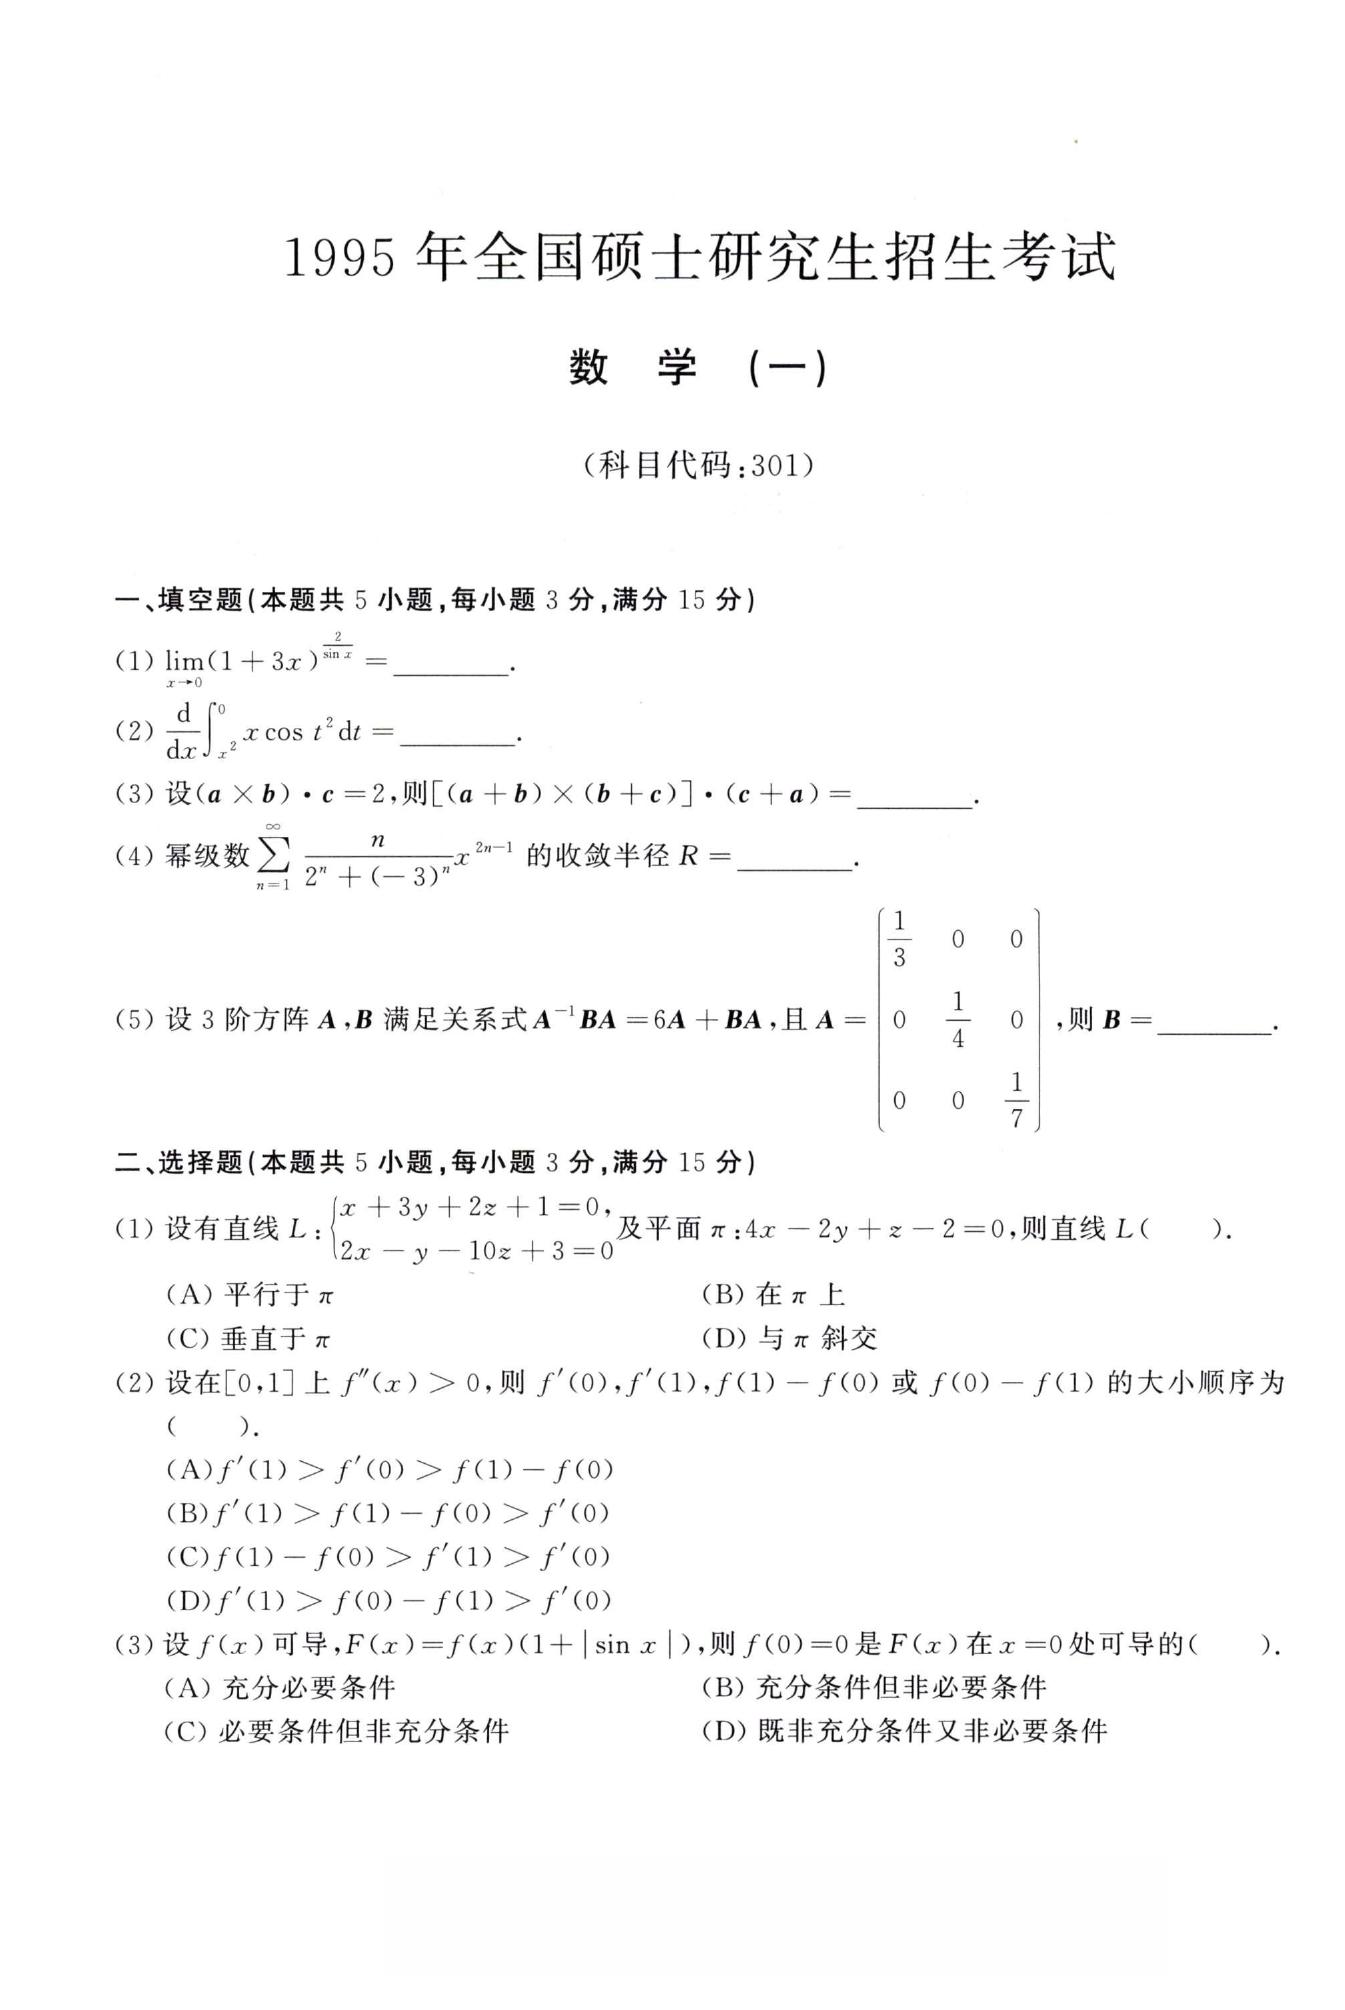 1995 年全国硕士研究生招生考试
数 学 (一)
(科目代码:301)
一、填空题(本题共 5 小题,每小题 3 分,满分 15 分)
(1) $\lim\limits_{x \to 0}(1+3x)^{\frac{2}{\sin x}}=$ ________.
(2) $\frac{\mathrm{d}}{\mathrm{d}x}\int_{x^2}^{0} x\cos t^2 \mathrm{d}t=$ ________.
(3) 设$(\boldsymbol{a}\times\boldsymbol{b})\cdot\boldsymbol{c}=2$,则$[(\boldsymbol{a}+\boldsymbol{b})\times(\boldsymbol{b}+\boldsymbol{c})]\cdot(\boldsymbol{c}+\boldsymbol{a})=$ ________.
(4) 幂级数$\sum\limits_{n=1}^{\infty}\frac{n}{2^n+(-3)^n}x^{2n-1}$ 的收敛半径 $R=$ ________.
(5) 设 3 阶方阵 $\boldsymbol{A},\boldsymbol{B}$ 满足关系式 $\boldsymbol{A}^{-1}\boldsymbol{B}\boldsymbol{A}=6\boldsymbol{A}+\boldsymbol{B}\boldsymbol{A}$,且 $\boldsymbol{A}=\begin{pmatrix}\frac{1}{3}&0&0\\0&\frac{1}{4}&0\\0&0&\frac{1}{7}\end{pmatrix}$,则 $\boldsymbol{B}=$ ________.
二、选择题(本题共 5 小题,每小题 3 分,满分 15 分)
(1) 设有直线 $L:\begin{cases}x+3y+2z+1=0,\\2x-y-10z+3=0\end{cases}$及平面 $\pi:4x-2y+z-2=0$,则直线 $L$(　　).
(A) 平行于 π (B) 在 π 上
(C) 垂直于 π (D) 与 π 斜交
(2) 设在[0,1] 上 $f''(x)>0$,则 $f'(0),f'(1),f(1)-f(0)$ 或 $f(0)-f(1)$ 的大小顺序为
(　　).
(A) $f'(1)>f'(0)>f(1)-f(0)$
(B) $f'(1)>f(1)-f(0)>f'(0)$
(C) $f(1)-f(0)>f'(1)>f'(0)$
(D) $f'(1)>f(0)-f(1)>f'(0)$
(3) 设 $f(x)$ 可导,$F(x)=f(x)(1+|\sin x|)$,则 $f(0)=0$ 是 $F(x)$ 在 $x=0$ 处可导的(　　).
(A) 充分必要条件 (B) 充分条件但非必要条件
(C) 必要条件但非充分条件 (D) 既非充分条件又非必要条件